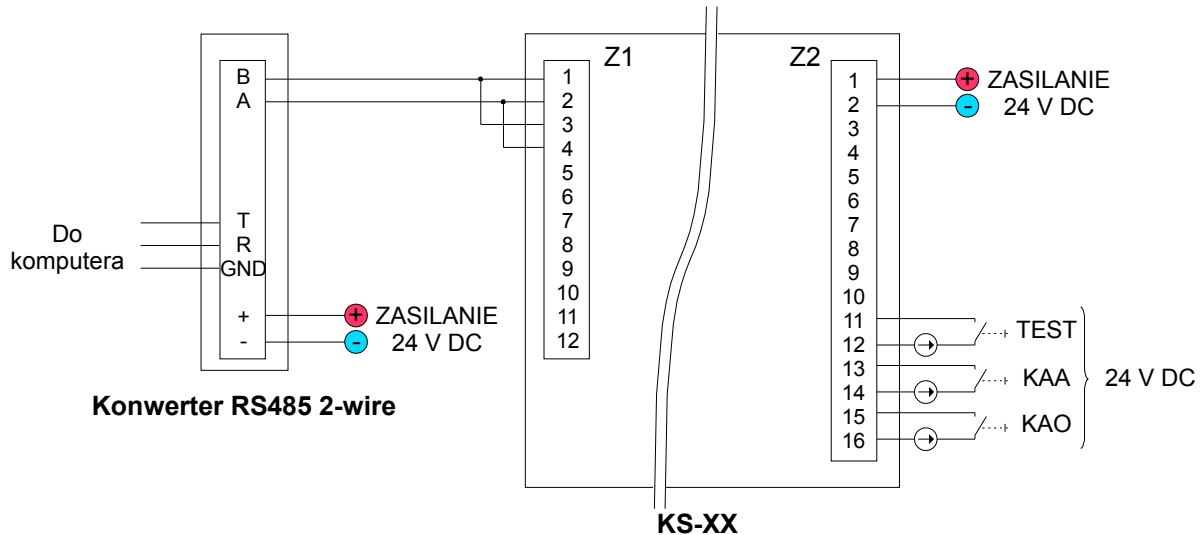 B
A
T
R
GND
+
-
Do
komputera
+ ZASILANIE
- 24 V DC
Konwerter RS485 2-wire
Z1
1
2
3
4
5
6
7
8
9
10
11
12
Z2
1
2
3
4
5
6
7
8
9
10
11
12
13
14
15
16
+ ZASILANIE
- 24 V DC
TEST
KAA
KAO
24 V DC
KS-XX